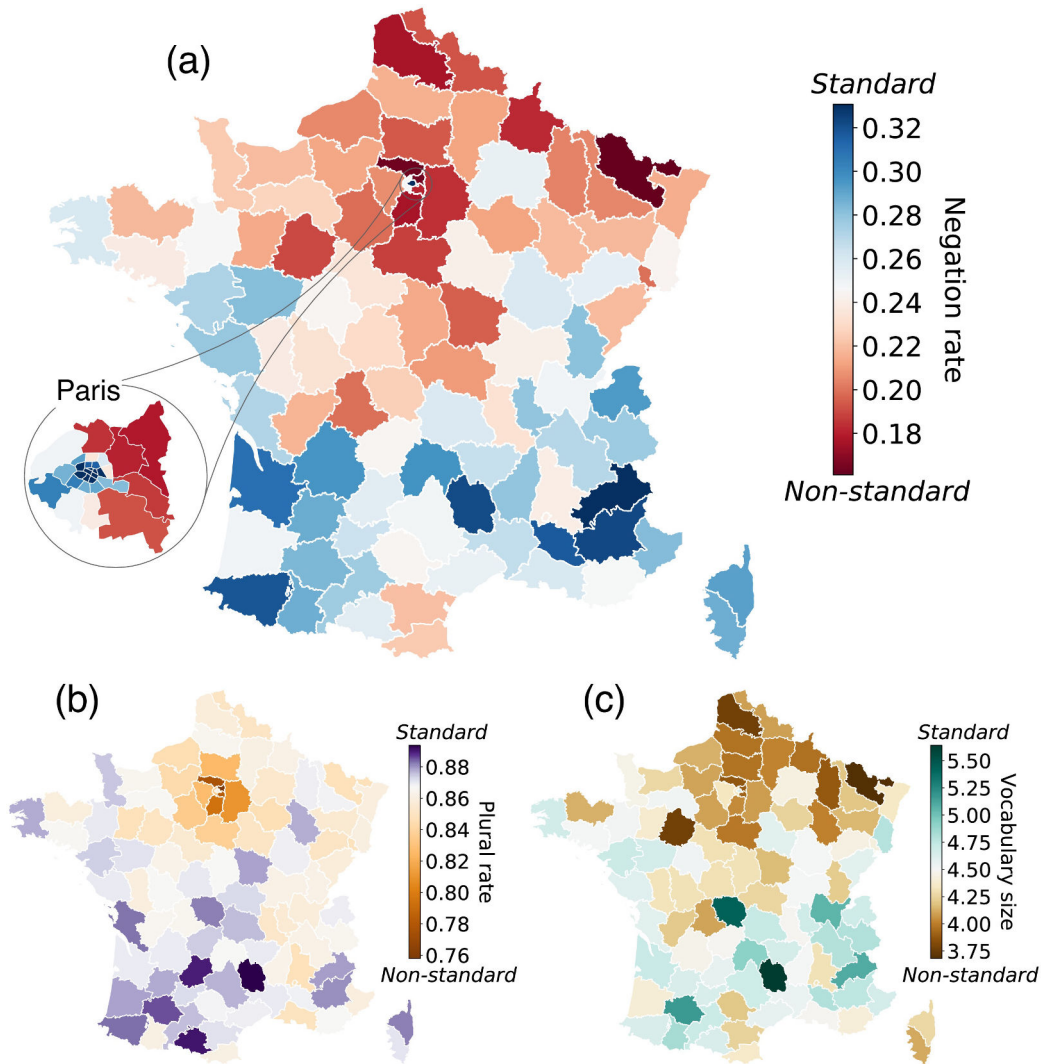 (a)
Standard
0.32
0.30
0.28
0.26
0.24
0.22
0.20
0.18
Negation rate
Non-standard
Paris
(b)
Standard
0.88
0.86
0.84
0.82
0.80
0.78
0.76
Plural rate
Non-standard
(c)
Standard
5.50
5.25
5.00
4.75
4.50
4.25
4.00
3.75
Vocabulary size
Non-standard